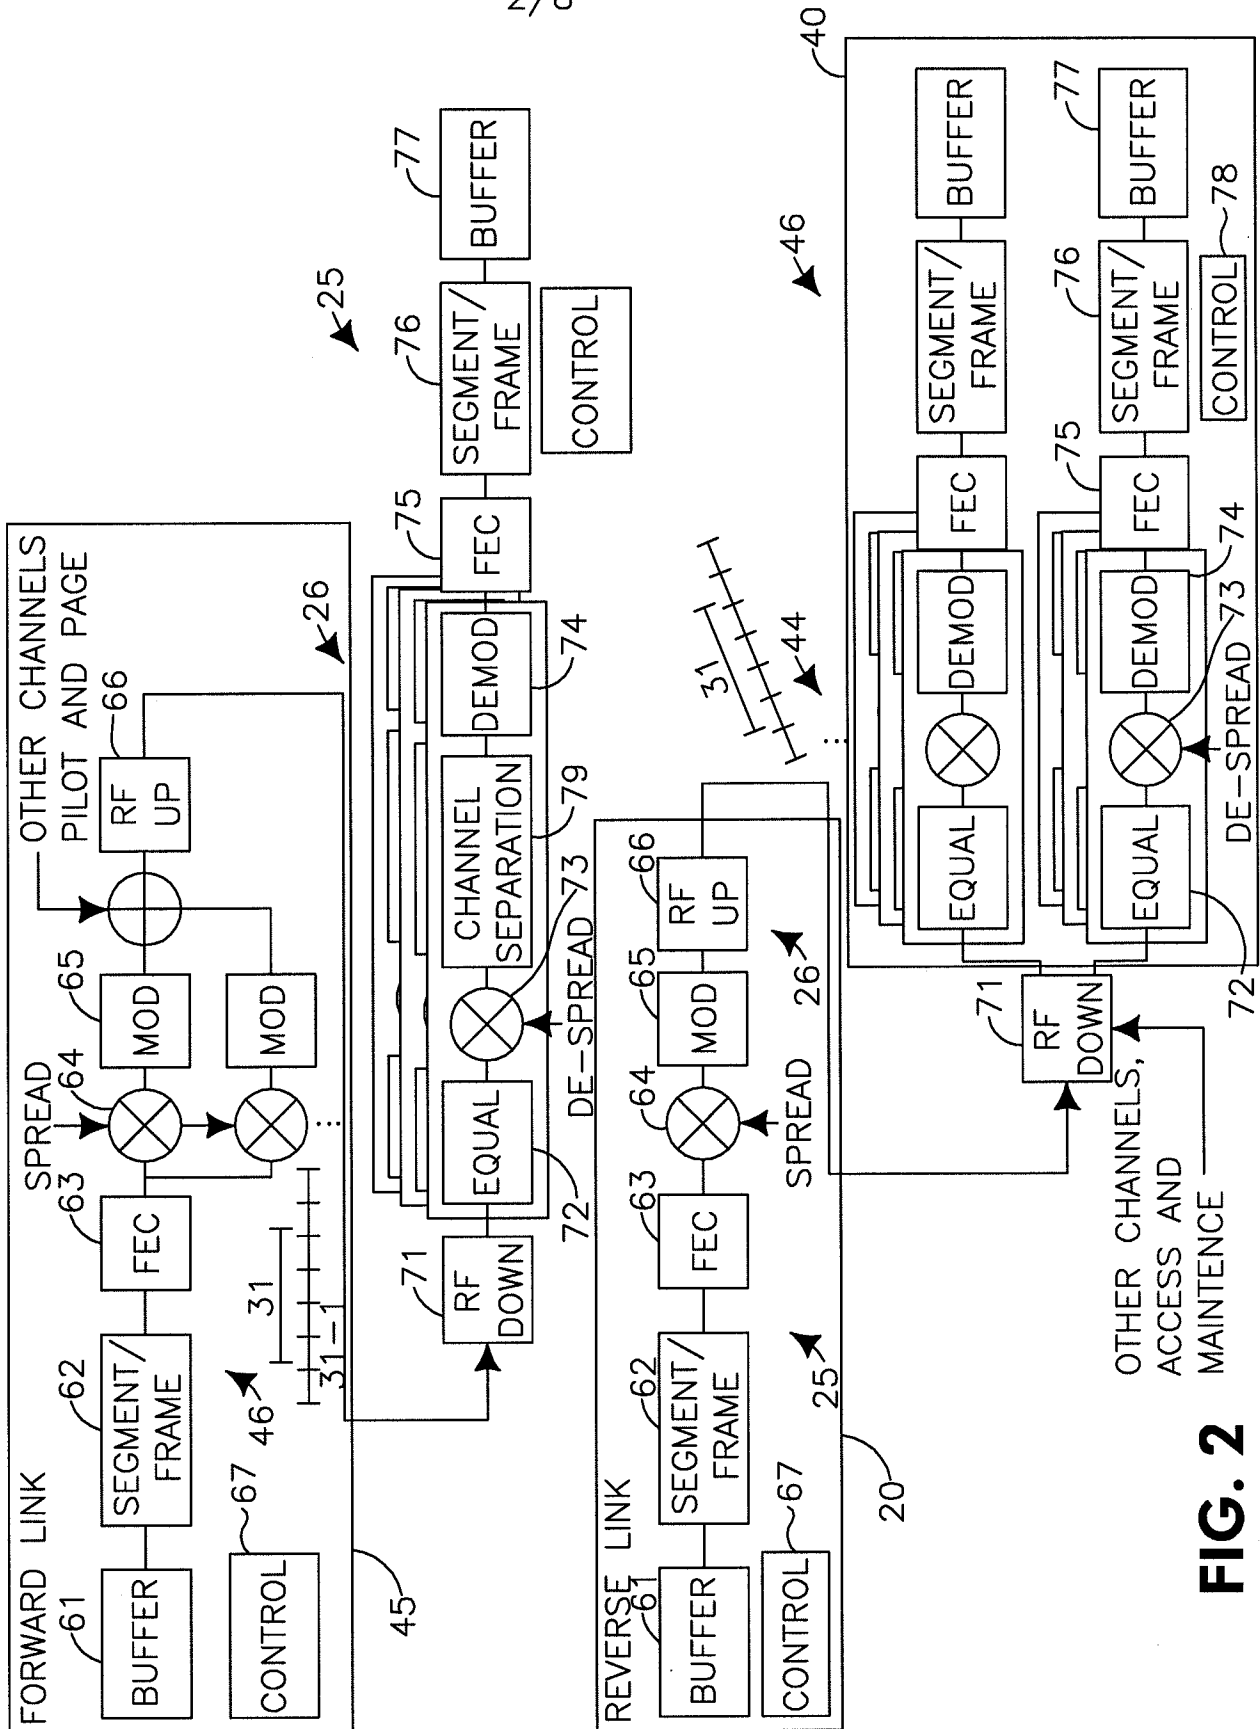 2/8
FORWARD LINK
61
BUFFER
62
SEGMENT/
FRAME
63
FEC
SPREAD
64
65
MOD
OTHER CHANNELS
PILOT AND PAGE
66
RF
UP
MOD
CONTROL
67
46
31
31-1
26
45
71
RF
DOWN
72
EQUAL
DE-SPREAD
73
CHANNEL
SEPARATION
79
DEMOD
74
75
FEC
76
SEGMENT/
FRAME
77
BUFFER
CONTROL
25
REVERSE LINK
61
BUFFER
62
SEGMENT/
FRAME
63
FEC
64
SPREAD
65
MOD
66
RF
UP
CONTROL
67
25
26
20
31
44
40
46
71
RF
DOWN
OTHER CHANNELS,
ACCESS AND
MAINTENCE
EQUAL
DEMOD
FEC
SEGMENT/
FRAME
BUFFER
72
EQUAL
DE-SPREAD
73
DEMOD
74
75
FEC
76
SEGMENT/
FRAME
77
BUFFER
CONTROL
78
FIG. 2